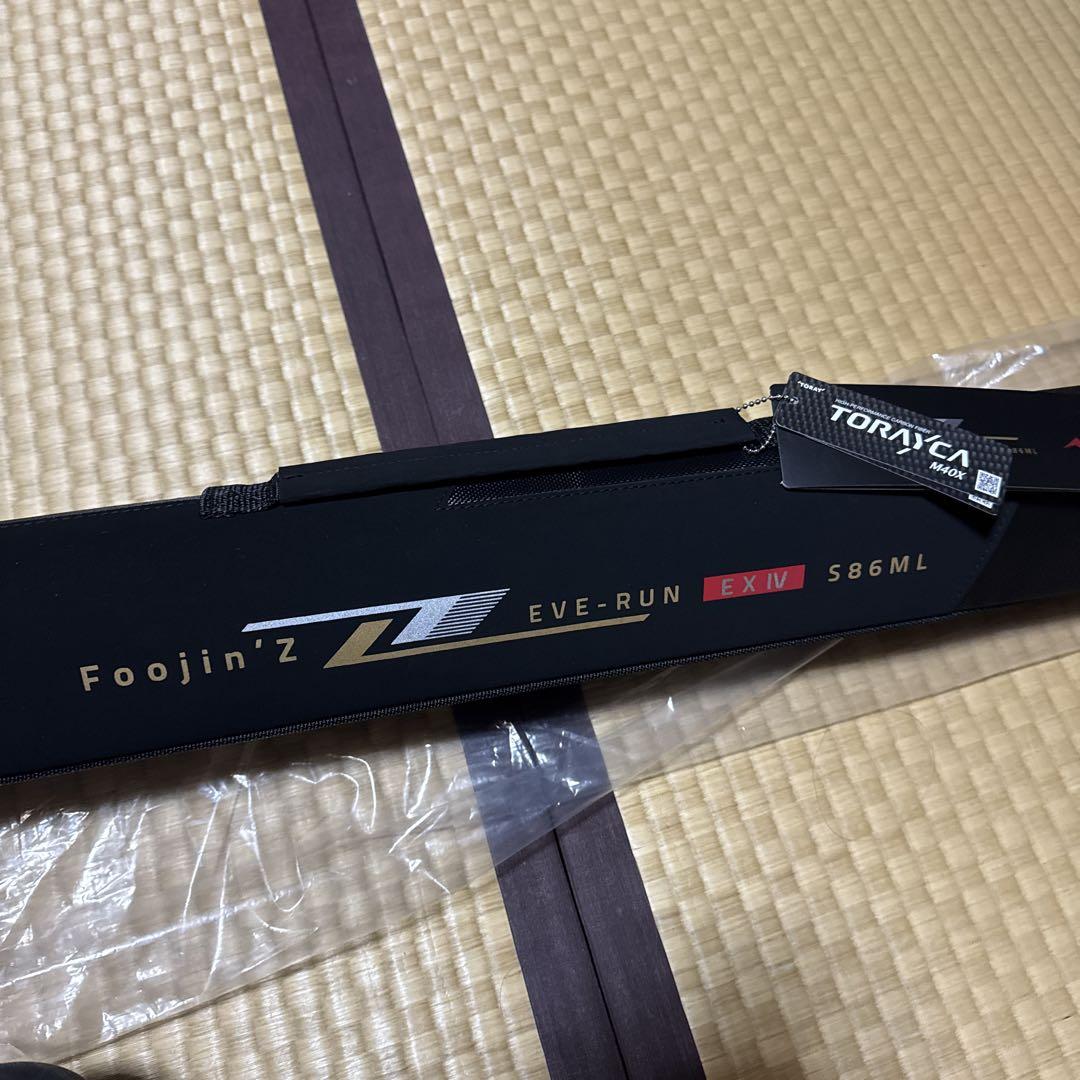 Foojin'Z EVE-RUN EX IV S86ML
TORAY
HIGH PERFORMANCE CARBON FIBER
TORAYCA
M40X